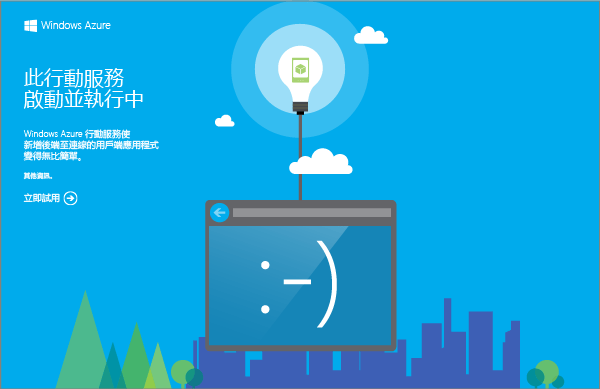 Windows Azure
此行動服務
啟動並執行中
Windows Azure 行動服務使
新增後端至連線的用戶端應用程式
變得無比簡單。
其他資訊。
立即試用
:-)